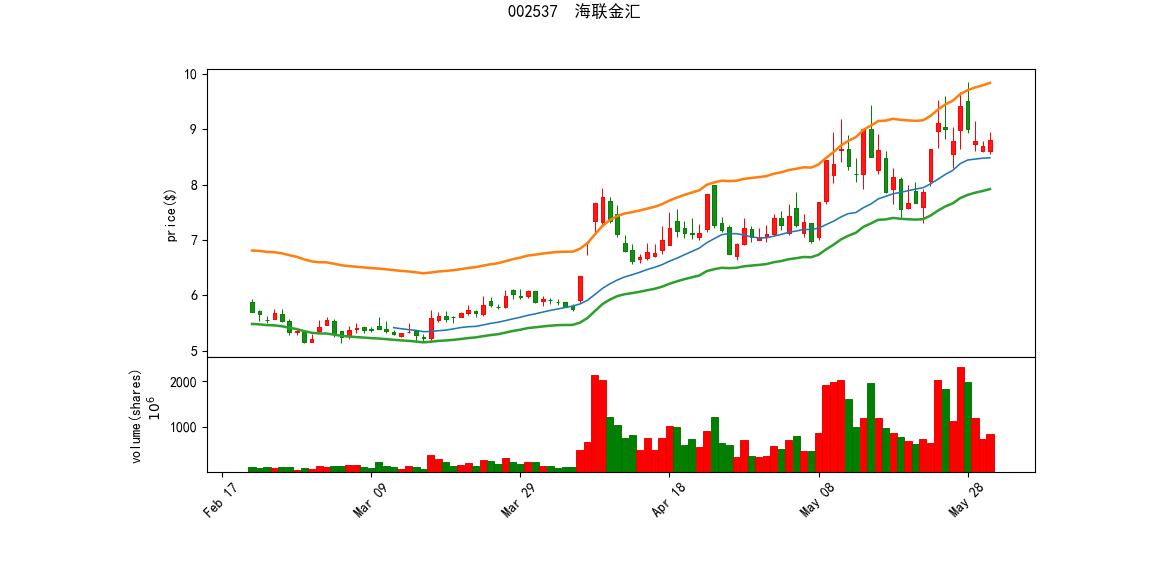 002537 海联金汇
price($)
10
9
8
7
6
5
volume(shares)
10^6
2000
1000
Feb 17
Mar 09
Mar 29
Apr 18
May 08
May 28